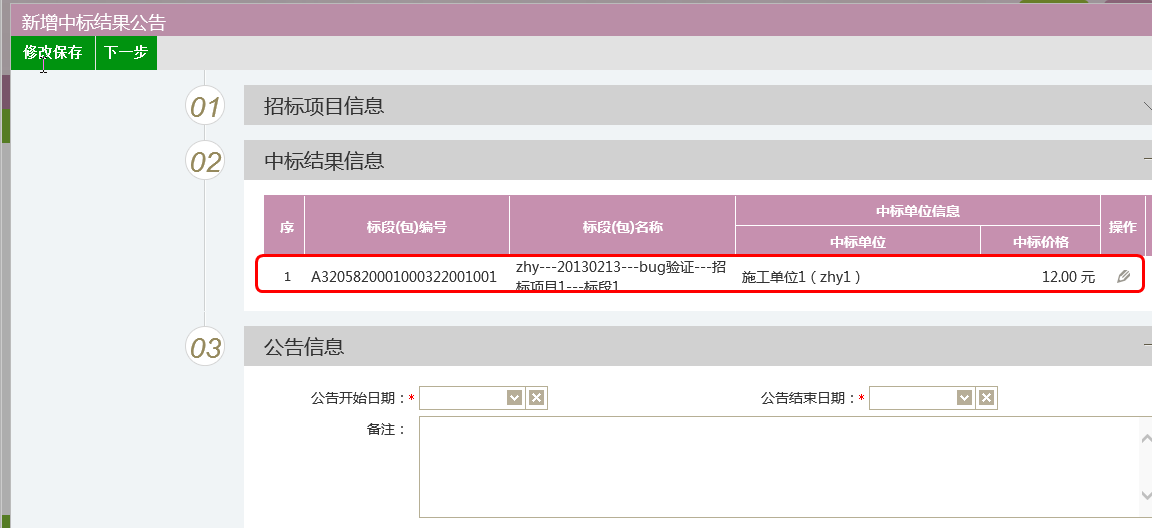 新增中标结果公告
修改保存 下一步
01 招标项目信息
02 中标结果信息
序 标段(包)编号 标段(包)名称 中标单位信息 操作
中标单位 中标价格
1 A3205820001000322001001 zhy---20130213---bug验证---招 施工单位1（zhy1） 12.00 元
标项目1---标段1
03 公告信息
公告开始日期：* 公告结束日期：*
备注：